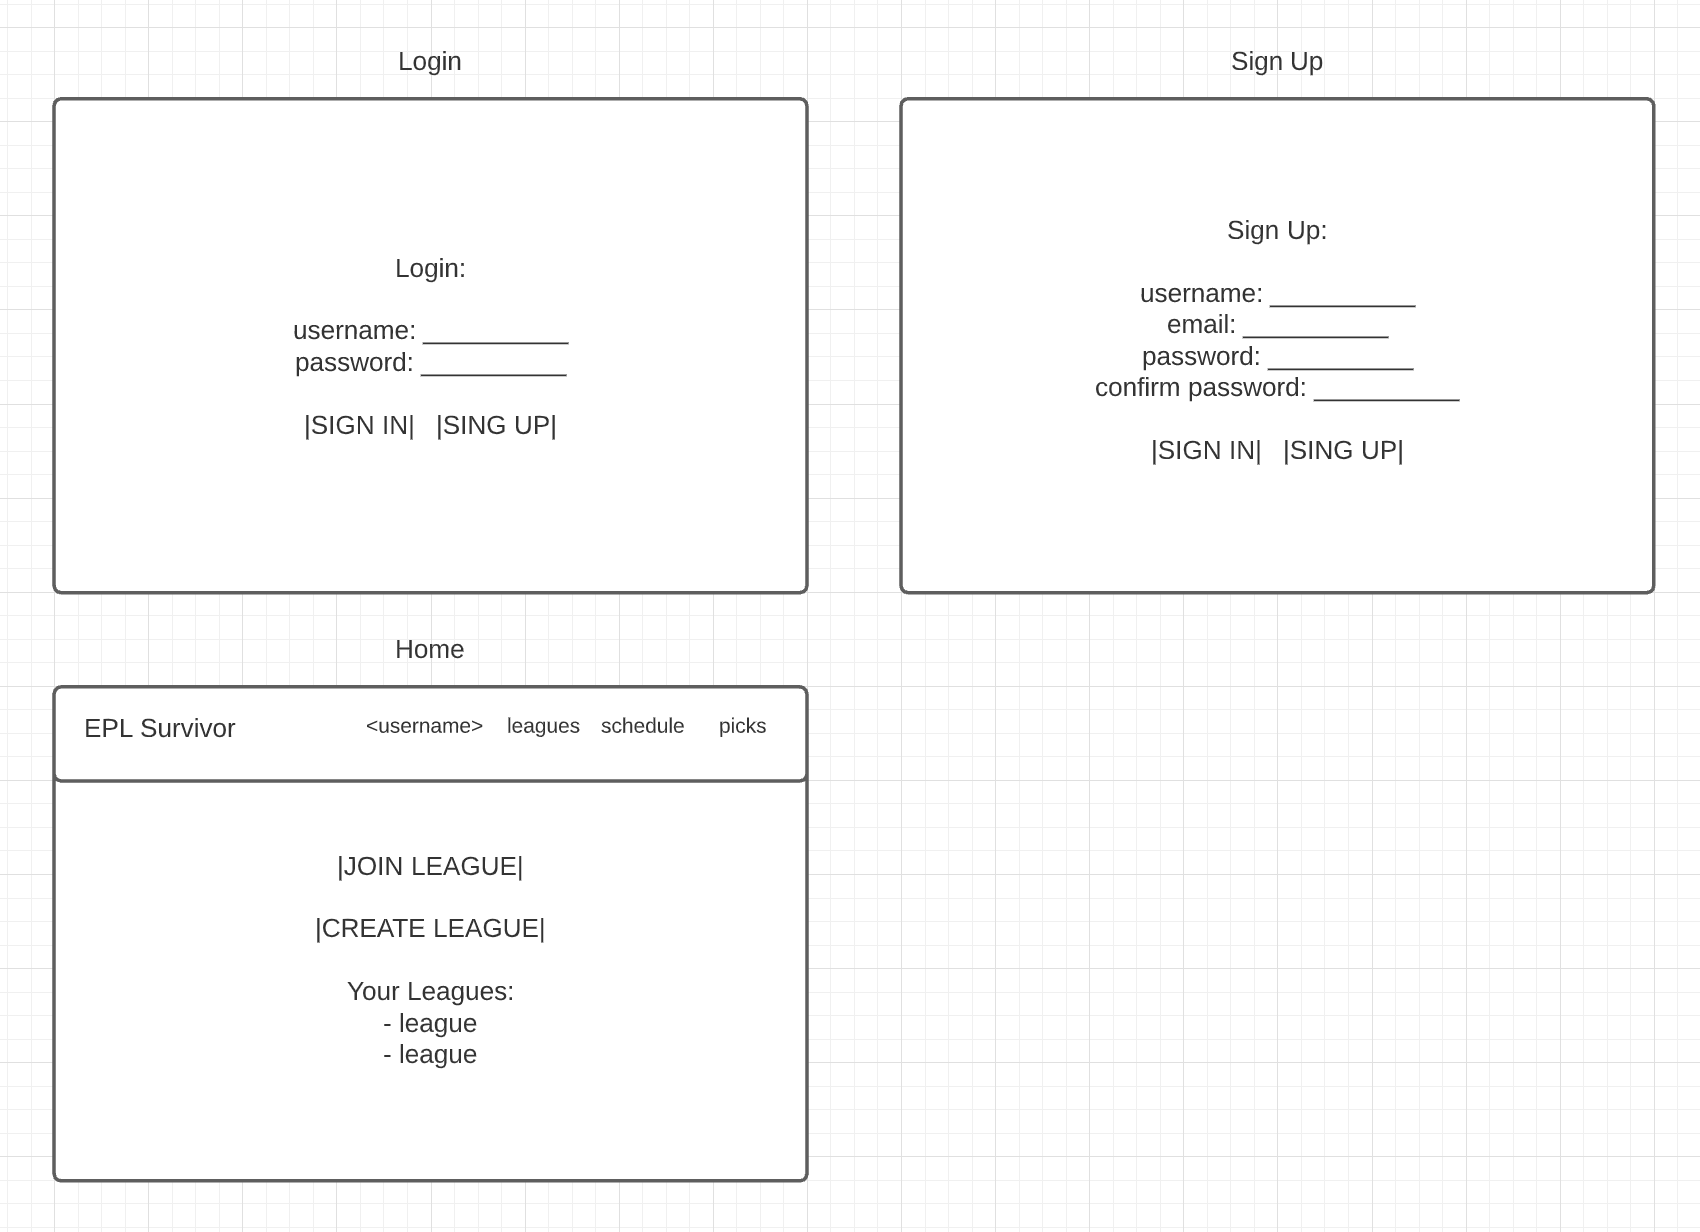 Login
Login:
username: __________
password: __________
|SIGN IN|   |SING UP|
Sign Up
Sign Up:
username: __________
email: __________
password: __________
confirm password: __________
|SIGN IN|   |SING UP|
Home
EPL Survivor <username> leagues schedule picks
|JOIN LEAGUE|
|CREATE LEAGUE|
Your Leagues:
- league
- league